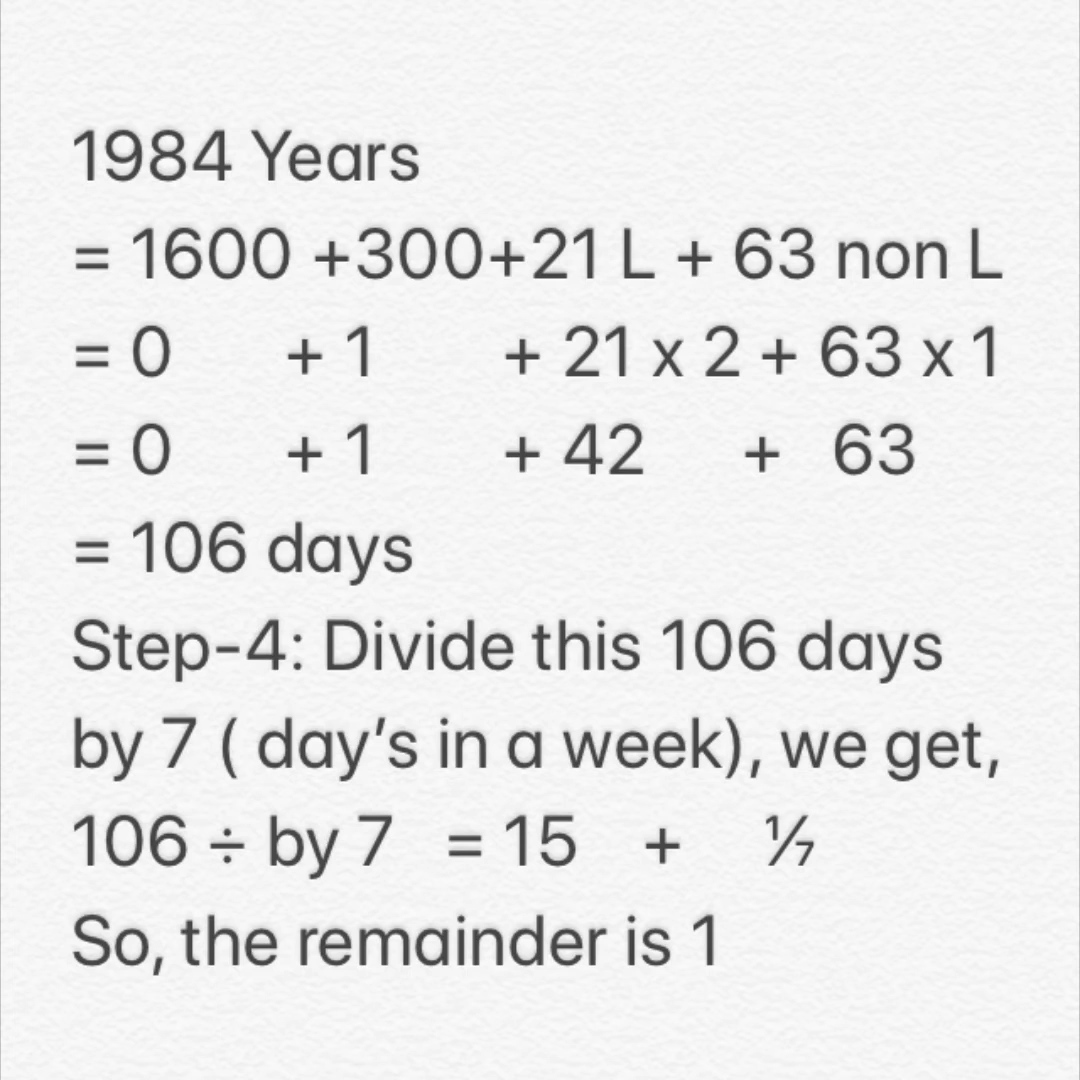 1984 Years
= 1600 +300+21 L + 63 non L
= 0 + 1 + 21 x 2 + 63 x 1
= 0 + 1 + 42 + 63
= 106 days
Step-4: Divide this 106 days
by 7 ( day’s in a week), we get,
106 ÷ by 7 = 15 + ⅐
So, the remainder is 1